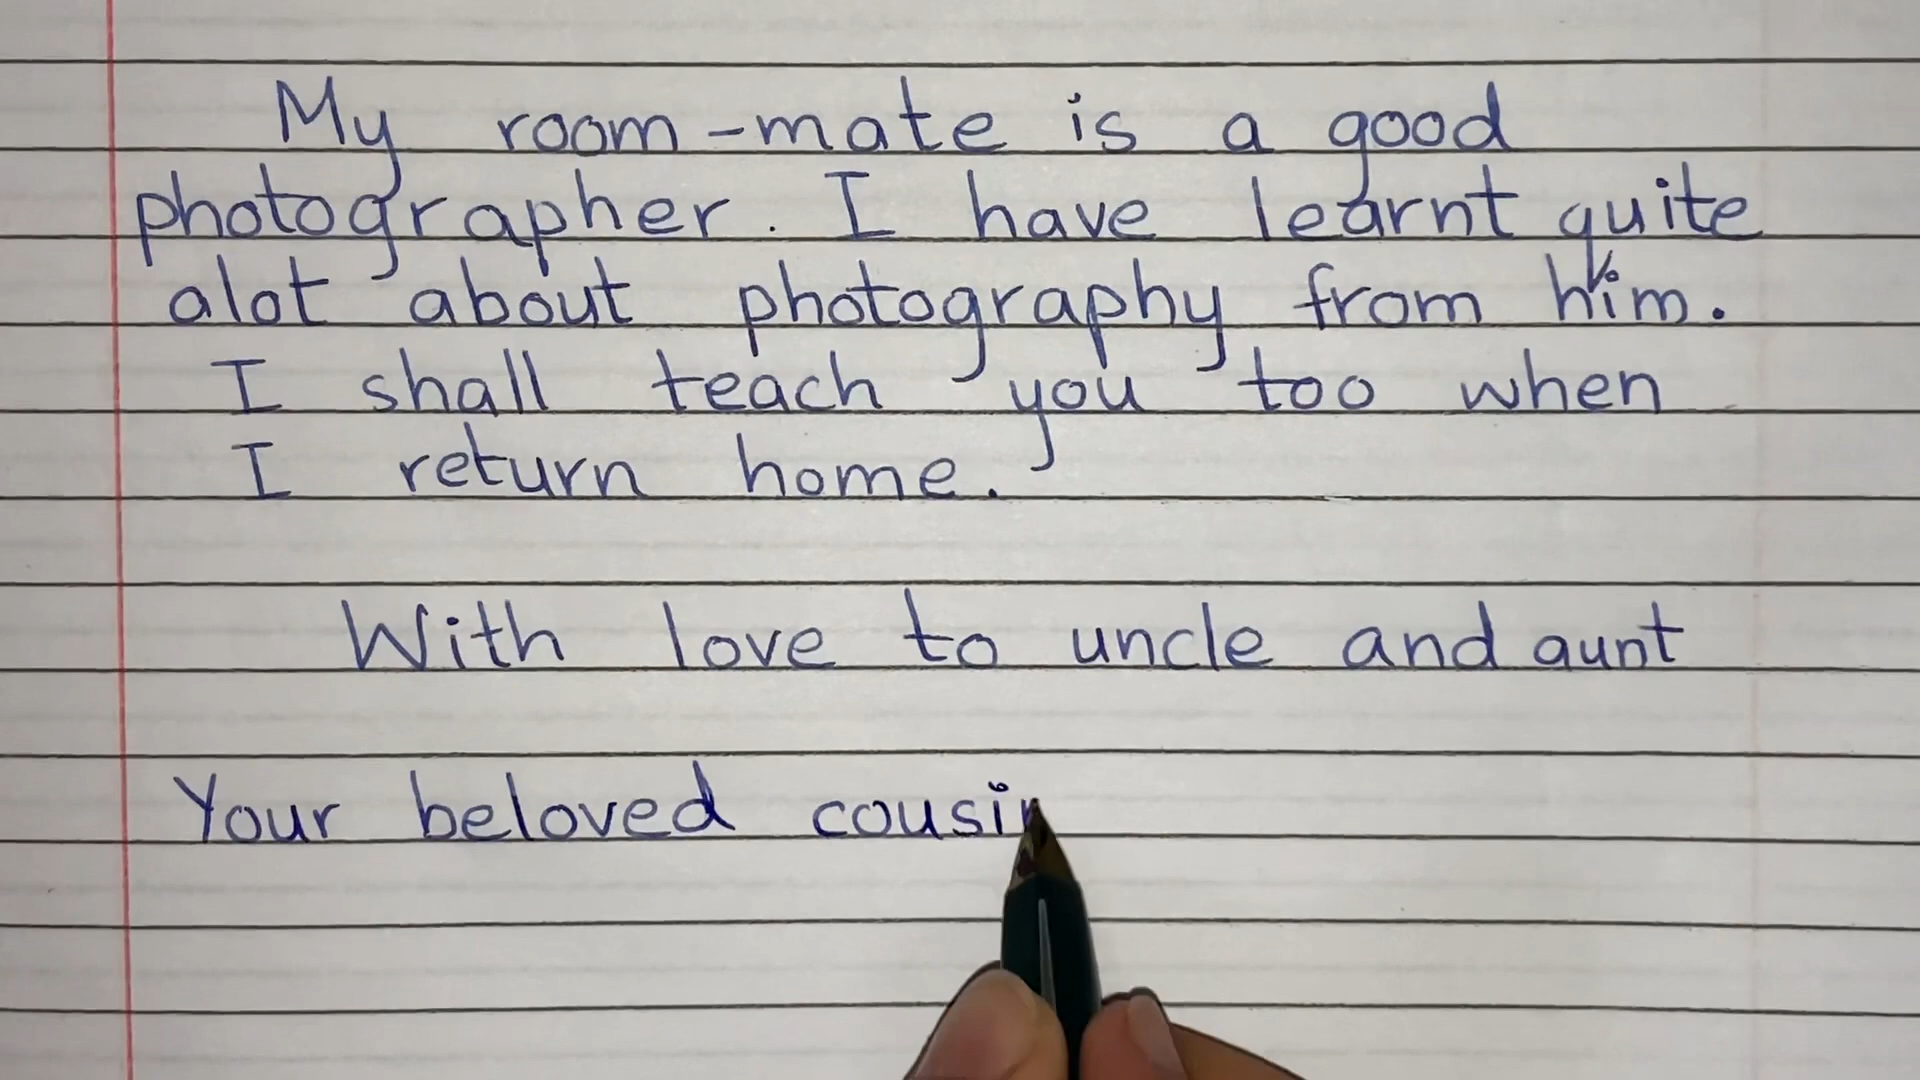 My room-mate is a good
photographer. I have learnt quite
alot about photography from him.
I shall teach you too when
I return home.
With love to uncle and aunt
Your beloved cousin